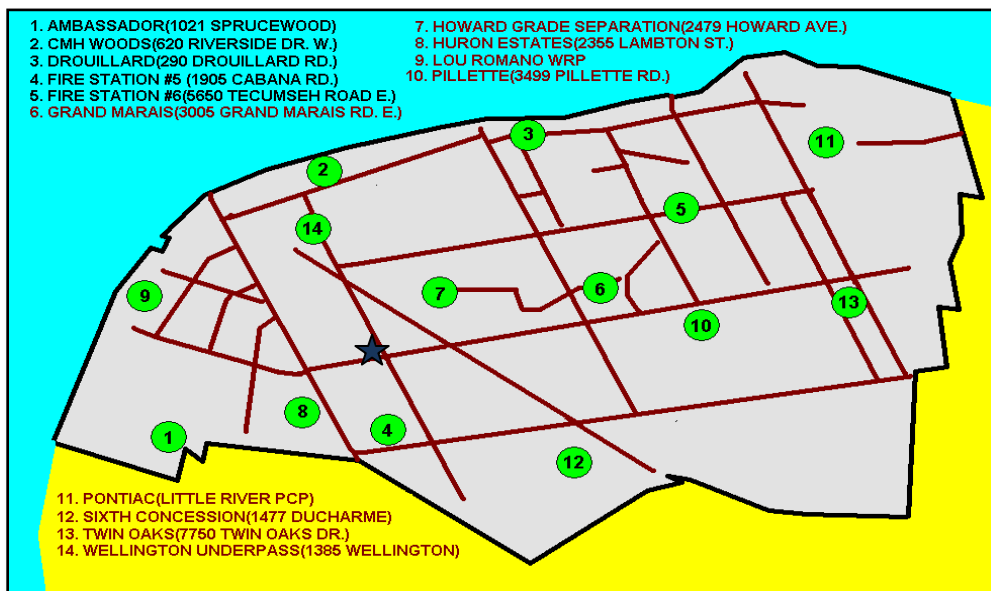 1. AMBASSADOR(1021 SPRUCEWOOD)
2. CMH WOODS(620 RIVERSIDE DR. W.)
3. DROUILLARD(290 DROUILLARD RD.)
4. FIRE STATION #5 (1905 CABANA RD.)
5. FIRE STATION #6(5650 TECUMSEH ROAD E.)
6. GRAND MARAIS(3005 GRAND MARAIS RD. E.)
7. HOWARD GRADE SEPARATION(2479 HOWARD AVE.)
8. HURON ESTATES(2355 LAMBTON ST.)
9. LOU ROMANO WRP
10. PILLETTE(3499 PILLETTE RD.)
3
11
2
5
14
6
7
9
13
10
8
4
1
12
11. PONTIAC(LITTLE RIVER PCP)
12. SIXTH CONCESSION(1477 DUCHARME)
13. TWIN OAKS(7750 TWIN OAKS DR.)
14. WELLINGTON UNDERPASS(1385 WELLINGTON)